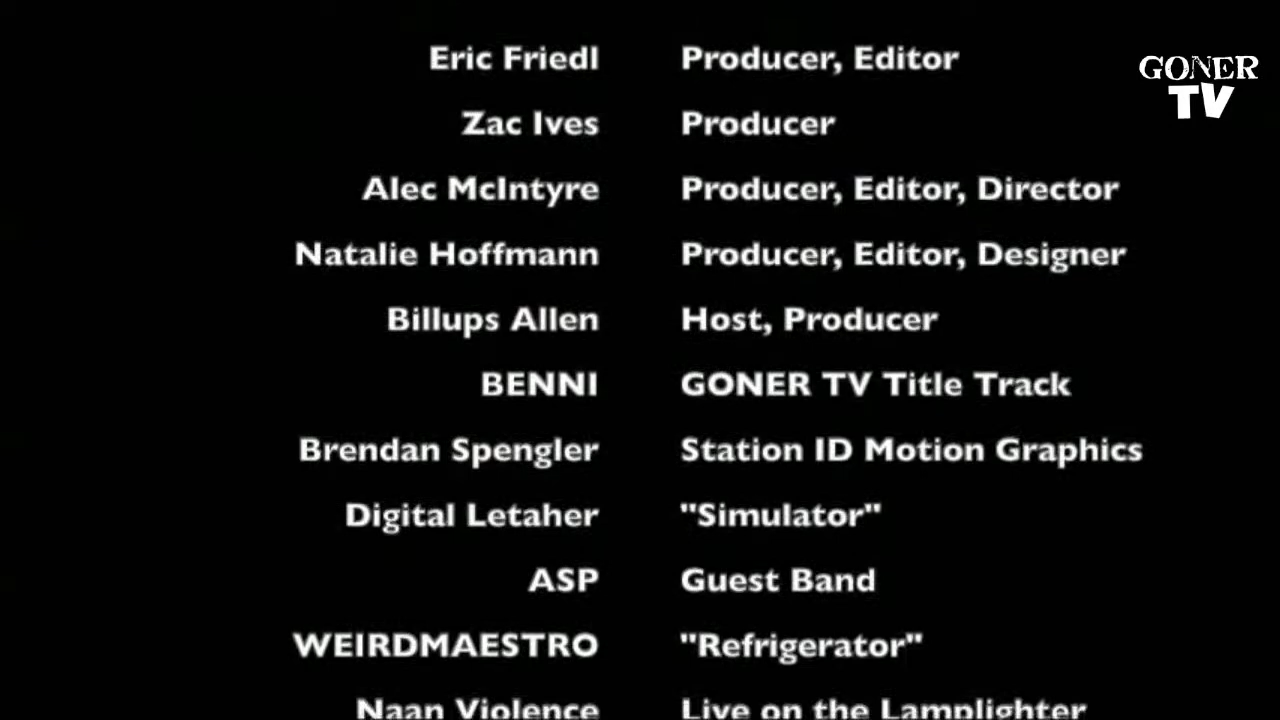 Eric Friedl Producer, Editor
Zac Ives Producer
Alec McIntyre Producer, Editor, Director
Natalie Hoffmann Producer, Editor, Designer
Billups Allen Host, Producer
BENNI GONER TV Title Track
Brendan Spengler Station ID Motion Graphics
Digital Letaher "Simulator"
ASP Guest Band
WEIRDMAESTRO "Refrigerator"
Naan Violence Live on the Lamplighter
GONER
TV